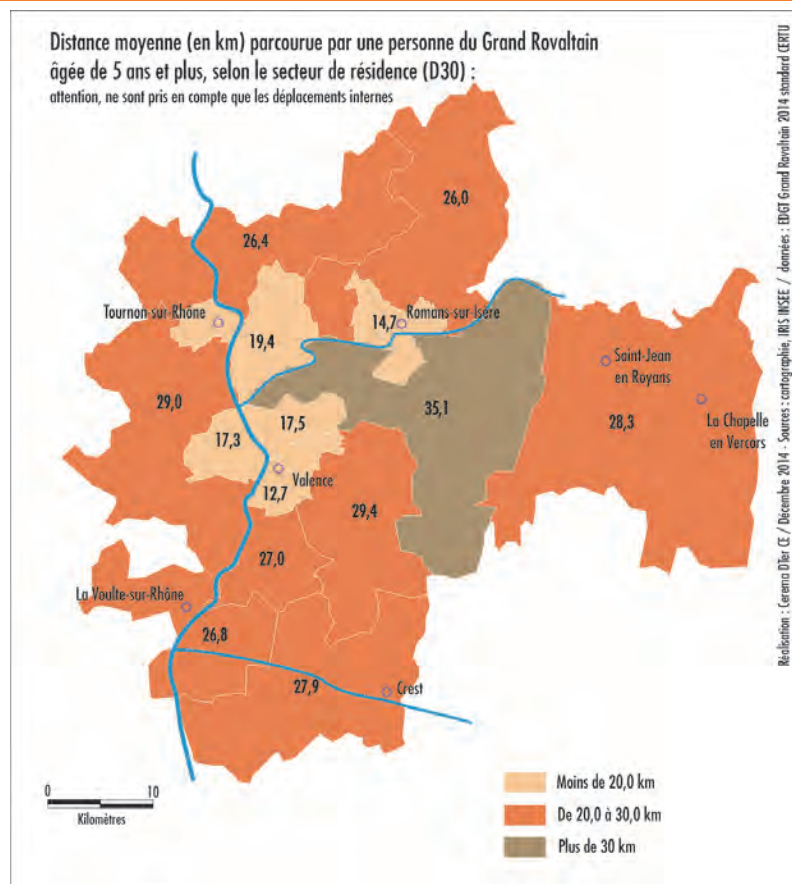 Distance moyenne (en km) parcourue par une personne du Grand Rovaltain
âgée de 5 ans et plus, selon le secteur de résidence (D30) :
attention, ne sont pris en compte que les déplacements internes
26,0
26,4
Tournon-sur-Rhône
14,7
Romans-sur-Isère
19,4
Saint-Jean
en Royans
29,0
35,1
28,3
La Chapelle
en Vercors
17,5
17,3
Valence
12,7
29,4
27,0
La Voulte-sur-Rhône
26,8
27,9
Crest
0 10
Kilomètres
Moins de 20,0 km
De 20,0 à 30,0 km
Plus de 30 km
Réalisation : Cerema DTer CE / Décembre 2014 - Sources : cartographie, IRIS INSEE / données : EDGT Grand Rovaltain 2014 standard CERTU